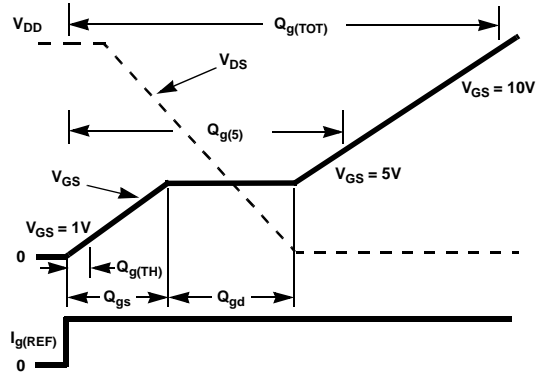 V_DD
Q_g(TOT)
V_DS
V_GS = 10V
Q_g(5)
V_GS
V_GS = 5V
V_GS = 1V
0
Q_g(TH)
Q_gs
Q_gd
I_g(REF)
0